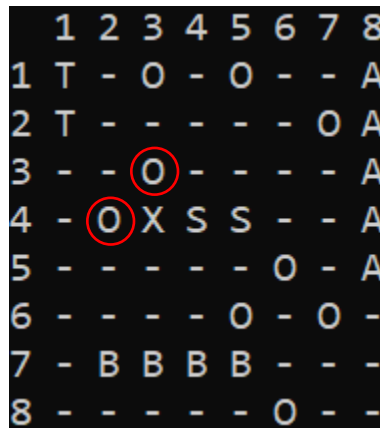 1 2 3 4 5 6 7 8
1 T - O - O - - A
2 T - - - - - O A
3 - - O - - - - A
4 - O X S S - - A
5 - - - - - O - A
6 - - - - O - O -
7 - B B B B - - -
8 - - - - - O - -